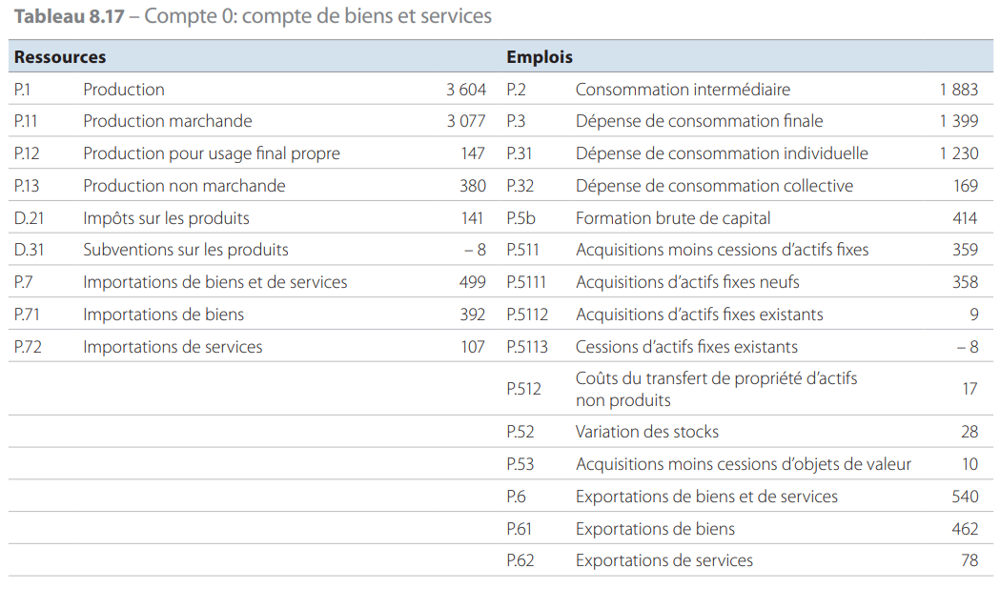 Tableau 8.17 – Compte 0: compte de biens et services
Ressources Emplois
P.1 Production 3 604 P.2 Consommation intermédiaire 1 883
P.11 Production marchande 3 077 P.3 Dépense de consommation finale 1 399
P.12 Production pour usage final propre 147 P.31 Dépense de consommation individuelle 1 230
P.13 Production non marchande 380 P.32 Dépense de consommation collective 169
D.21 Impôts sur les produits 141 P.5b Formation brute de capital 414
D.31 Subventions sur les produits – 8 P.511 Acquisitions moins cessions d’actifs fixes 359
P.7 Importations de biens et de services 499 P.5111 Acquisitions d’actifs fixes neufs 358
P.71 Importations de biens 392 P.5112 Acquisitions d’actifs fixes existants 9
P.72 Importations de services 107 P.5113 Cessions d’actifs fixes existants – 8
P.512 Coûts du transfert de propriété d’actifs
non produits 17
P.52 Variation des stocks 28
P.53 Acquisitions moins cessions d’objets de valeur 10
P.6 Exportations de biens et de services 540
P.61 Exportations de biens 462
P.62 Exportations de services 78